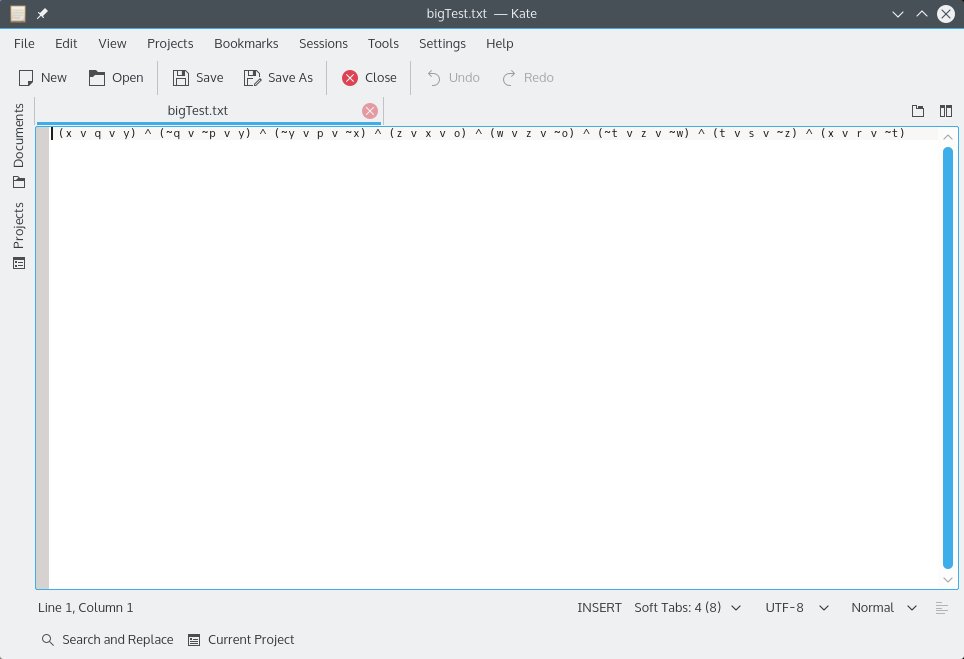 bigTest.txt — Kate
File Edit View Projects Bookmarks Sessions Tools Settings Help
New Open Save Save As Close Undo Redo
bigTest.txt
Documents
Projects
(x v q v y) ^ (~q v ~p v y) ^ (~y v p v ~x) ^ (z v x v o) ^ (w v z v ~o) ^ (~t v z v ~w) ^ (t v s v ~z) ^ (x v r v ~t)
Line 1, Column 1 INSERT Soft Tabs: 4 (8) UTF-8 Normal
Search and Replace Current Project